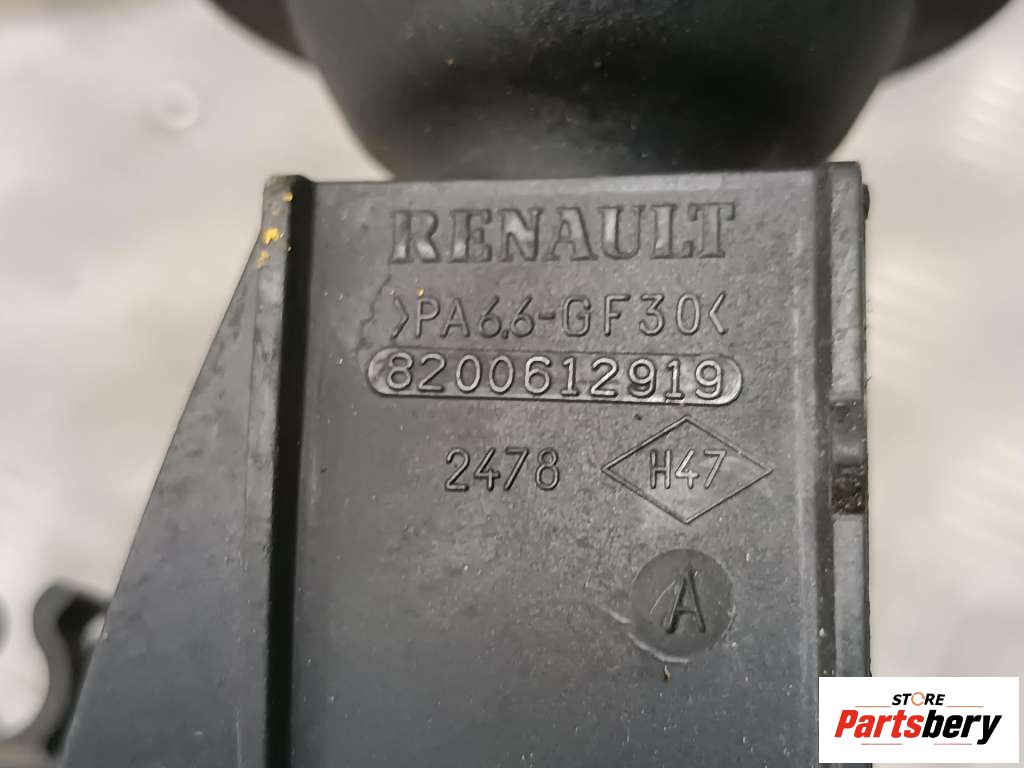 RENAULT
>PA6,6-GF30<
8200612919
2478 H47
A
STORE
Partsbery